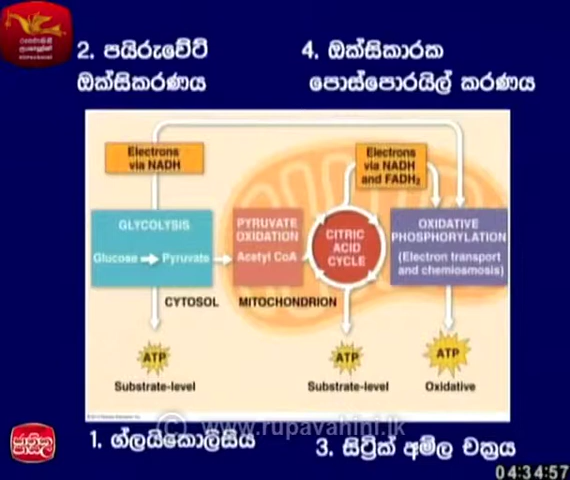 2. පයිරුවේට්
ඔක්සිකරණය
4. ඔක්සිකාරක
පොස්පොරයිල් කරණය
Electrons
via NADH
Electrons
via NADH
and FADH₂
GLYCOLYSIS
Glucose
Pyruvate
PYRUVATE
OXIDATION
Acetyl CoA
CITRIC
ACID
CYCLE
OXIDATIVE
PHOSPHORYLATION
(Electron transport
and chemiosmosis)
CYTOSOL
MITOCHONDRION
ATP
ATP
ATP
Substrate-level
Substrate-level
Oxidative
© www.rupavahini.lk
1. ග්ලයිකොලිසිය
3. සිට්‍රික් අම්ල චක්‍රය
04:34:57